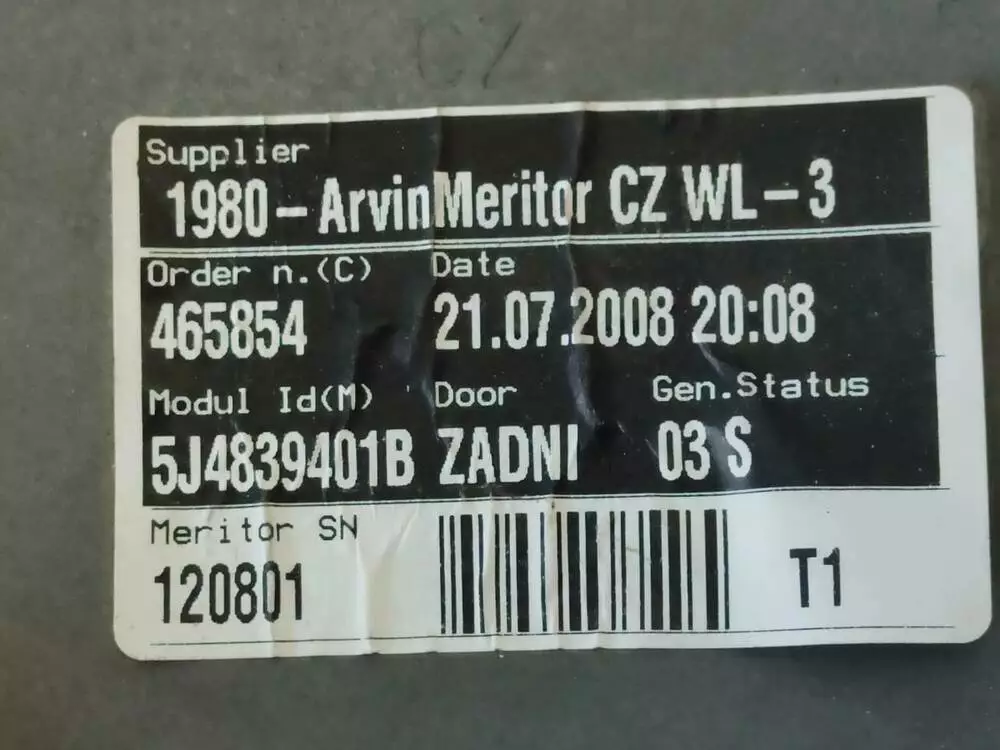 Supplier
1980 - ArvinMeritor CZ WL - 3
Order n.(C) Date
465854 21.07.2008 20:08
Modul Id(M) Door Gen.Status
5J4839401B ZADNI 03 S
Meritor SN
120801 T1